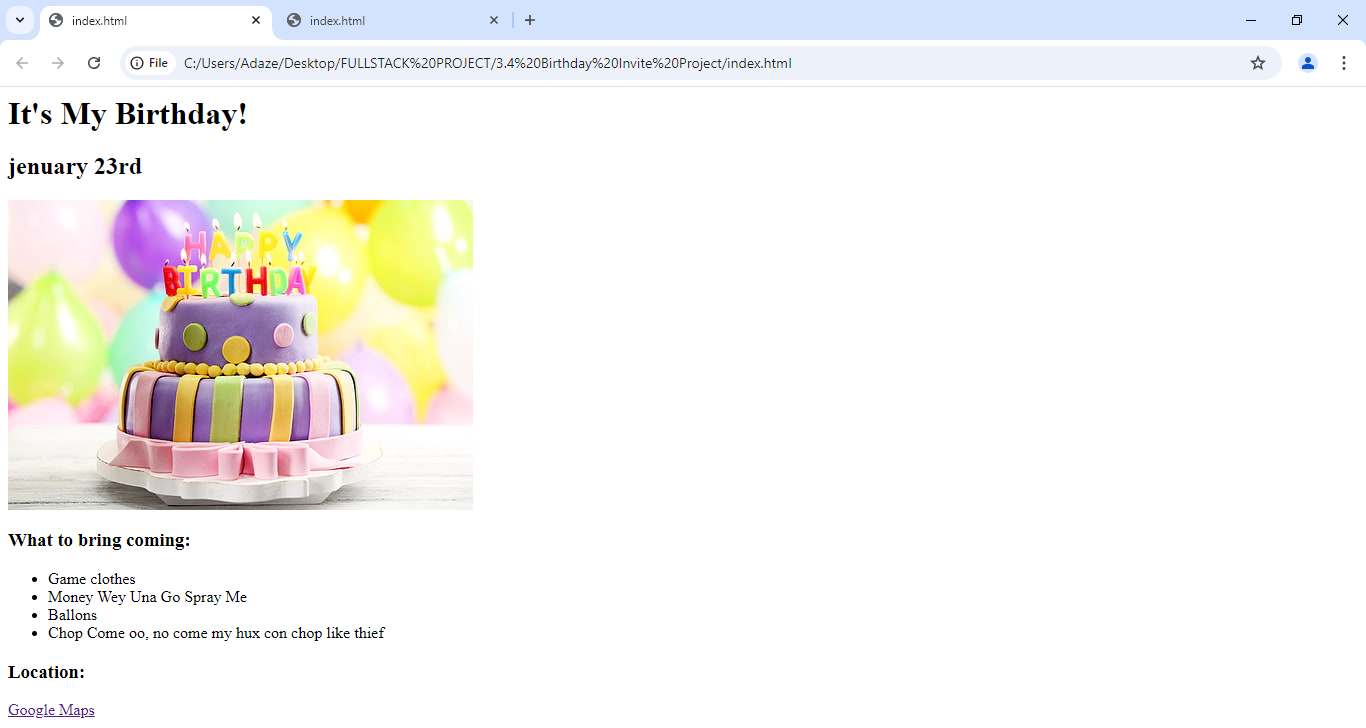 index.html
index.html
File
C:/Users/Adaze/Desktop/FULLSTACK%20PROJECT/3.4%20Birthday%20Invite%20Project/index.html
It's My Birthday!
jenuary 23rd
HAPPY
BIRTHDAY
What to bring coming:
Game clothes
Money Wey Una Go Spray Me
Ballons
Chop Come oo, no come my hux con chop like thief
Location:
Google Maps